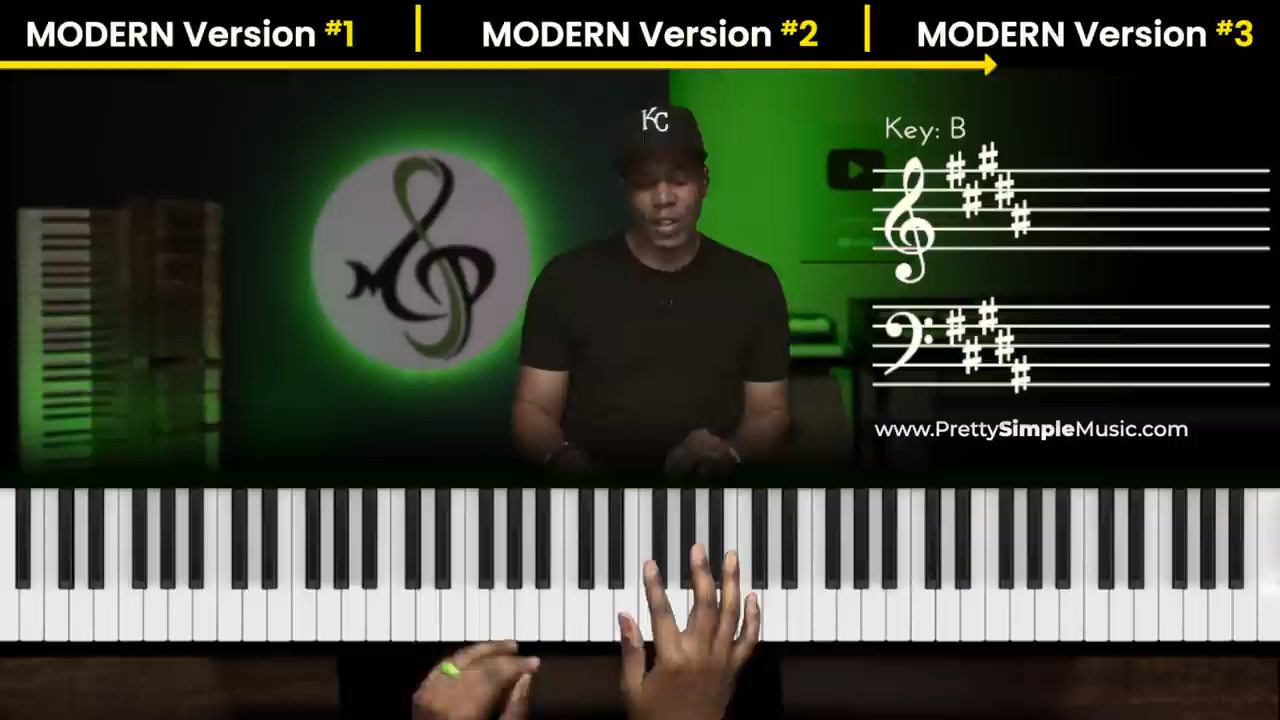 MODERN Version #1
MODERN Version #2
MODERN Version #3
KC
Key: B
www.PrettySimpleMusic.com